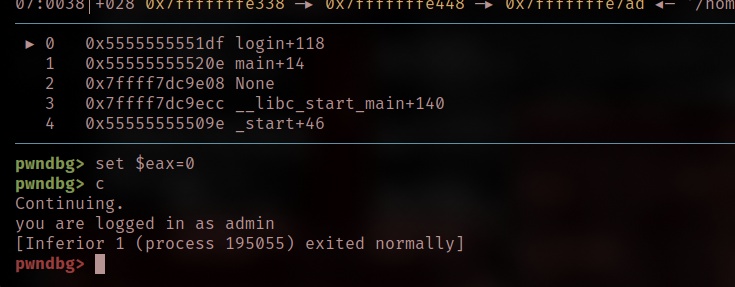 07:0038│+028 0x7fffffffe338 —▸ 0x7fffffffe448 —▸ 0x7fffffffe7ad ◂— '/hom
► 0 0x5555555551df login+118
1 0x55555555520e main+14
2 0x7ffff7dc9e08 None
3 0x7ffff7dc9ecc __libc_start_main+140
4 0x55555555509e _start+46
pwndbg> set $eax=0
pwndbg> c
Continuing.
you are logged in as admin
[Inferior 1 (process 195055) exited normally]
pwndbg>